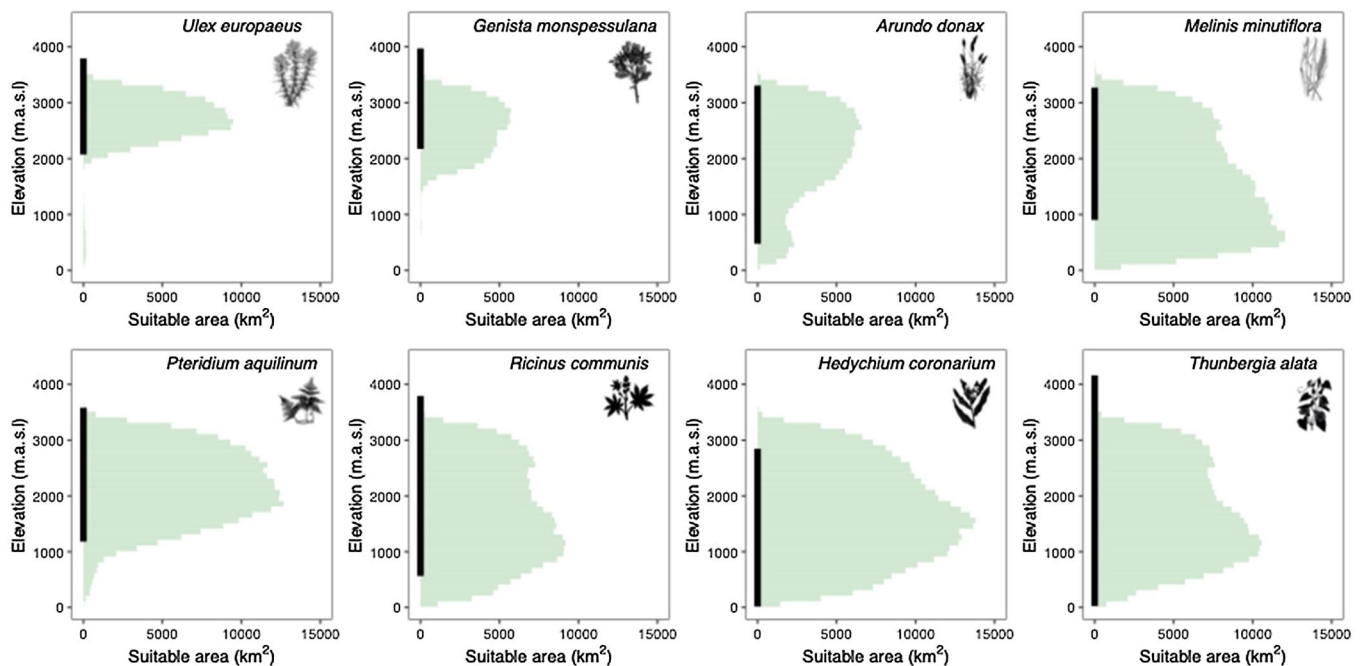 Ulex europaeus
Elevation (m.a.s.l)
4000
3000
2000
1000
0
0 5000 10000 15000
Suitable area (km²)
Genista monspessulana
Elevation (m.a.s.l)
4000
3000
2000
1000
0
0 5000 10000 15000
Suitable area (km²)
Arundo donax
Elevation (m.a.s.l)
4000
3000
2000
1000
0
0 5000 10000 15000
Suitable area (km²)
Melinis minutiflora
Elevation (m.a.s.l)
4000
3000
2000
1000
0
0 5000 10000 15000
Suitable area (km²)
Pteridium aquilinum
Elevation (m.a.s.l)
4000
3000
2000
1000
0
0 5000 10000 15000
Suitable area (km²)
Ricinus communis
Elevation (m.a.s.l)
4000
3000
2000
1000
0
0 5000 10000 15000
Suitable area (km²)
Hedychium coronarium
Elevation (m.a.s.l)
4000
3000
2000
1000
0
0 5000 10000 15000
Suitable area (km²)
Thunbergia alata
Elevation (m.a.s.l)
4000
3000
2000
1000
0
0 5000 10000 15000
Suitable area (km²)